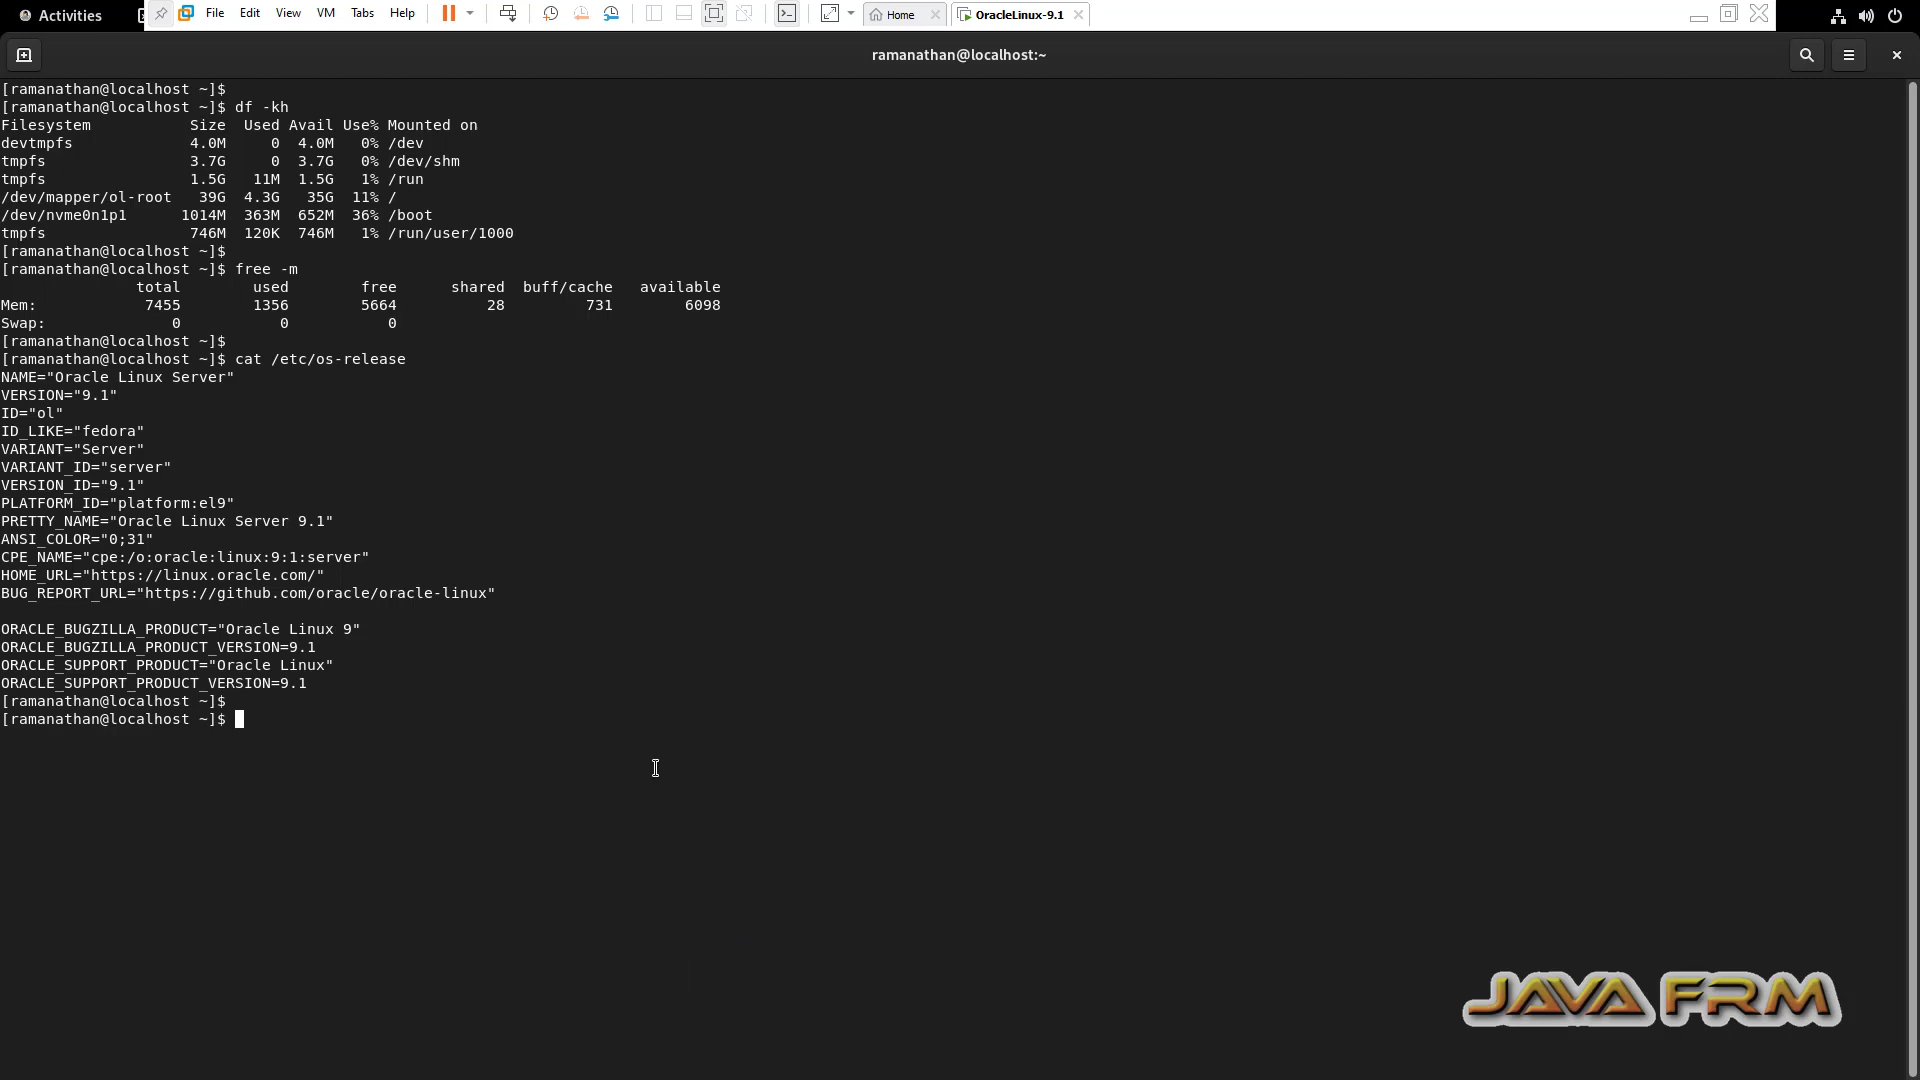 Activities
File Edit View VM Tabs Help
Home
OracleLinux-9.1
ramanathan@localhost:~
[ramanathan@localhost ~]$
[ramanathan@localhost ~]$ df -kh
Filesystem Size Used Avail Use% Mounted on
devtmpfs 4.0M 0 4.0M 0% /dev
tmpfs 3.7G 0 3.7G 0% /dev/shm
tmpfs 1.5G 11M 1.5G 1% /run
/dev/mapper/ol-root 39G 4.3G 35G 11% /
/dev/nvme0n1p1 1014M 363M 652M 36% /boot
tmpfs 746M 120K 746M 1% /run/user/1000
[ramanathan@localhost ~]$
[ramanathan@localhost ~]$ free -m
total used free shared buff/cache available
Mem: 7455 1356 5664 28 731 6098
Swap: 0 0 0
[ramanathan@localhost ~]$
[ramanathan@localhost ~]$ cat /etc/os-release
NAME="Oracle Linux Server"
VERSION="9.1"
ID="ol"
ID_LIKE="fedora"
VARIANT="Server"
VARIANT_ID="server"
VERSION_ID="9.1"
PLATFORM_ID="platform:el9"
PRETTY_NAME="Oracle Linux Server 9.1"
ANSI_COLOR="0;31"
CPE_NAME="cpe:/o:oracle:linux:9:1:server"
HOME_URL="https://linux.oracle.com/"
BUG_REPORT_URL="https://github.com/oracle/oracle-linux"
ORACLE_BUGZILLA_PRODUCT="Oracle Linux 9"
ORACLE_BUGZILLA_PRODUCT_VERSION=9.1
ORACLE_SUPPORT_PRODUCT="Oracle Linux"
ORACLE_SUPPORT_PRODUCT_VERSION=9.1
[ramanathan@localhost ~]$
[ramanathan@localhost ~]$
JAVA FRM